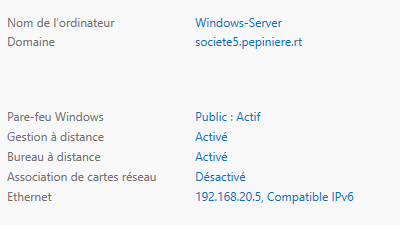 Nom de l'ordinateur Windows-Server
Domaine societe5.pepiniere.rt
Pare-feu Windows Public : Actif
Gestion à distance Activé
Bureau à distance Activé
Association de cartes réseau Désactivé
Ethernet 192.168.20.5, Compatible IPv6